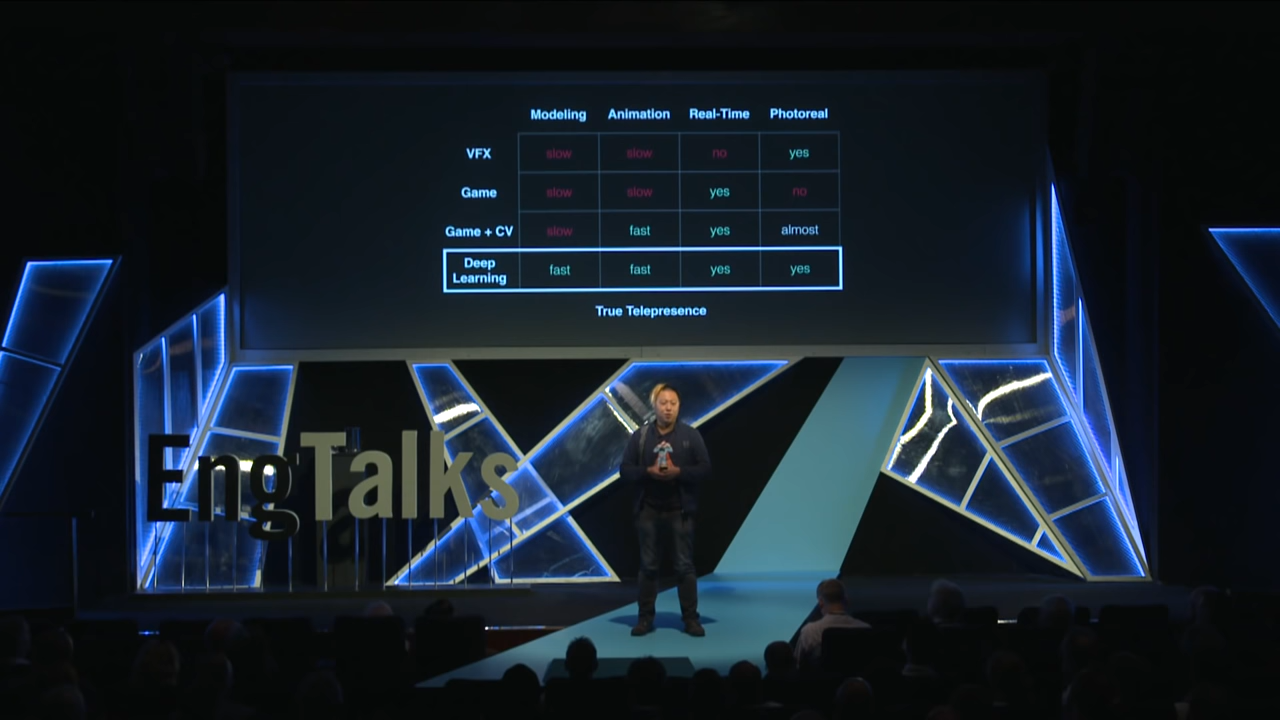 Modeling Animation Real-Time Photoreal
VFX slow slow no yes
Game slow slow yes no
Game + CV slow fast yes almost
Deep
Learning fast fast yes yes
True Telepresence
EngTalks